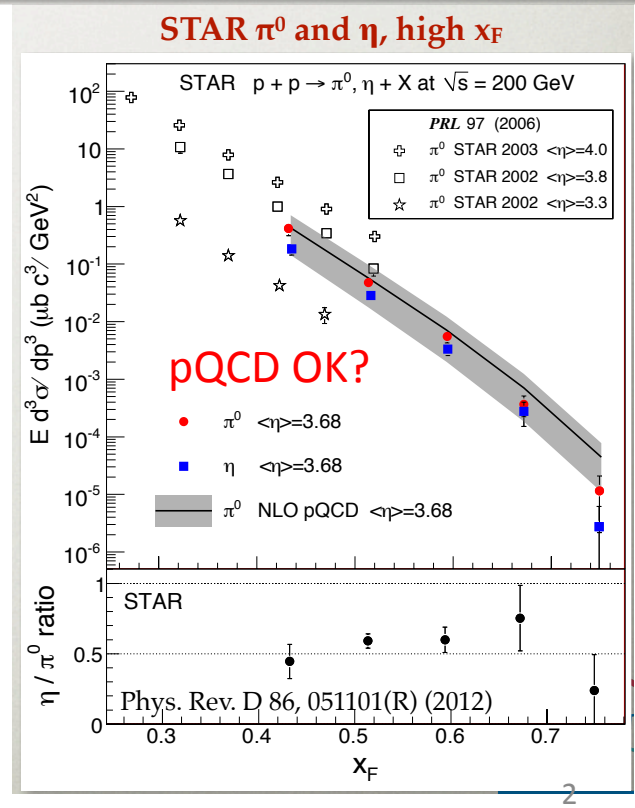 STAR π⁰ and η, high x_F
STAR p + p → π⁰, η + X at √s = 200 GeV
PRL 97 (2006)
π⁰ STAR 2003 <η>=4.0
π⁰ STAR 2002 <η>=3.8
π⁰ STAR 2002 <η>=3.3
10²
10
1
10⁻¹
10⁻²
10⁻³
10⁻⁴
10⁻⁵
10⁻⁶
E d³σ/ dp³ (μb c³/ GeV²)
pQCD OK?
π⁰ <η>=3.68
η <η>=3.68
π⁰ NLO pQCD <η>=3.68
η / π⁰ ratio
1
0.5
0
STAR
Phys. Rev. D 86, 051101(R) (2012)
0.3 0.4 0.5 0.6 0.7
x_F
2